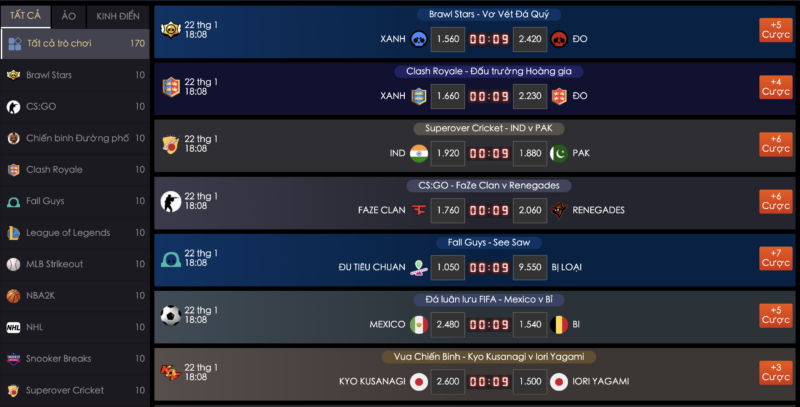 TẤT CẢ ẢO KINH ĐIỂN
Tất cả trò chơi 170
Brawl Stars 10
CS:GO 10
Chiến binh Đường phố 10
Clash Royale 10
Fall Guys 10
League of Legends 10
MLB Strikeout 10
NBA2K 10
NHL NHL 10
Snooker Breaks 10
Superover Cricket 10
Brawl Stars - Vơ Vét Đá Quý
22 thg 1
18:08
XANH 1.560 00:09 2.420 ĐỎ
+5
Cược
Clash Royale - Đấu trường Hoàng gia
22 thg 1
18:08
XANH 1.660 00:09 2.230 ĐỎ
+4
Cược
Superover Cricket - IND v PAK
22 thg 1
18:08
IND 1.920 00:09 1.880 PAK
+6
Cược
CS:GO - FaZe Clan v Renegades
22 thg 1
18:08
FAZE CLAN 1.760 00:09 2.060 RENEGADES
+6
Cược
Fall Guys - See Saw
22 thg 1
18:08
ĐỦ TIÊU CHUẨN 1.050 00:09 9.550 BỊ LOẠI
+7
Cược
Đá luân lưu FIFA - Mexico v Bỉ
22 thg 1
18:08
MEXICO 2.480 00:09 1.540 BỈ
+5
Cược
Vua Chiến Binh - Kyo Kusanagi v Iori Yagami
22 thg 1
18:08
KYO KUSANAGI 2.600 00:09 1.500 IORI YAGAMI
+3
Cược